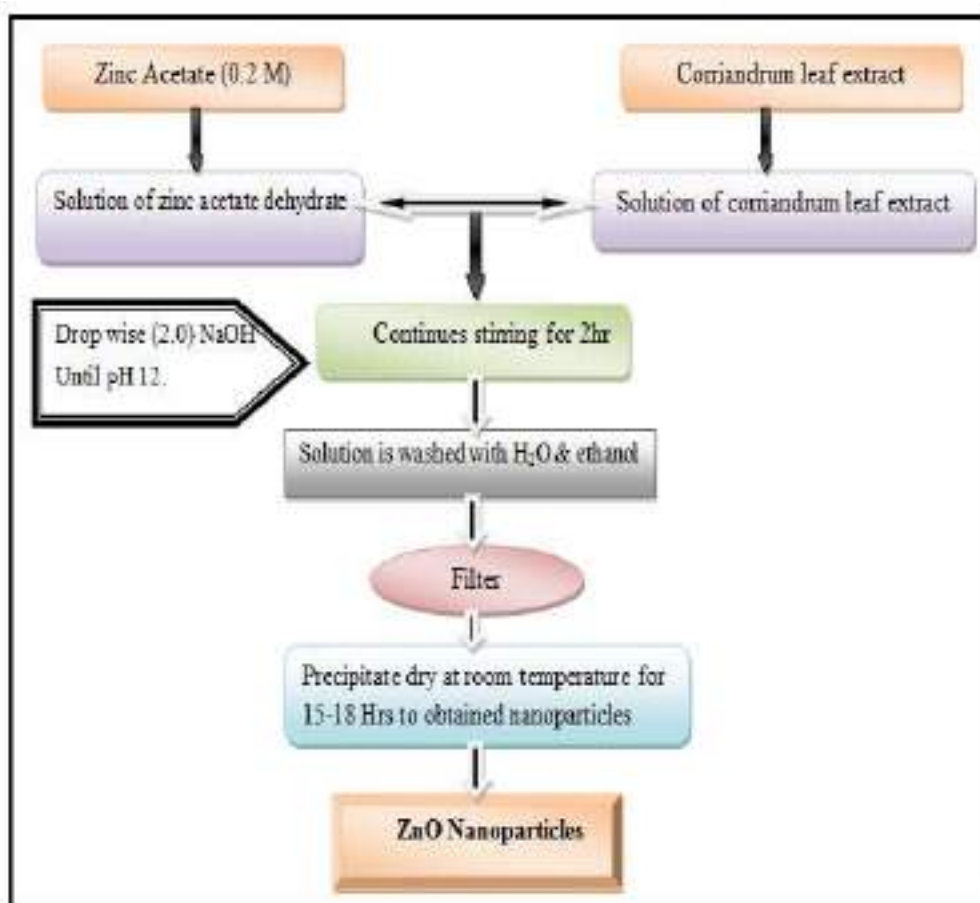 Zinc Acetate (0.2 M)
Corriandrum leaf extract
Solution of zinc acetate dehydrate
Solution of corriandrum leaf extract
Drop wise (2.0) NaOH
Until pH 12.
Continues stirring for 2hr
Solution is washed with H₂O & ethanol
Filter
Precipitate dry at room temperature for
15-18 Hrs to obtained nanoparticles
ZnO Nanoparticles